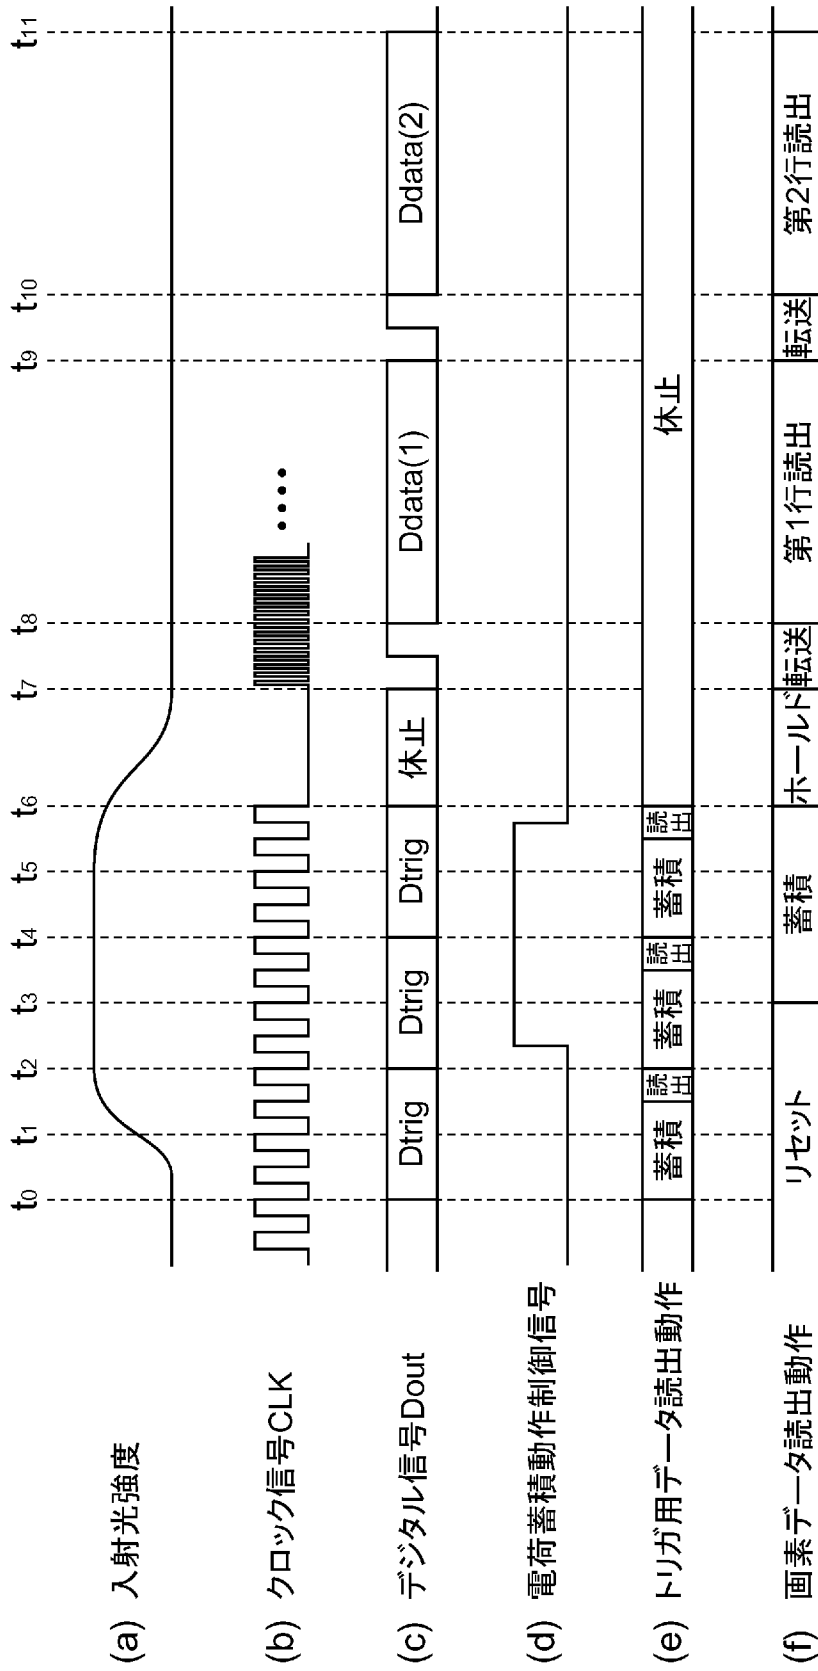 t0 t1 t2 t3 t4 t5 t6 t7 t8 t9 t10 t11
(a) 入射光強度
(b) クロック信号CLK
••••
(c) デジタル信号Dout
Dtrig Dtrig Dtrig 休止 Ddata(1) Ddata(2)
(d) 電荷蓄積動作制御信号
(e) トリガ用データ読出動作
蓄積 読出 蓄積 読出 蓄積 読出 休止
(f) 画素データ読出動作
リセット 蓄積 ホールド 転送 第1行読出 転送 第2行読出